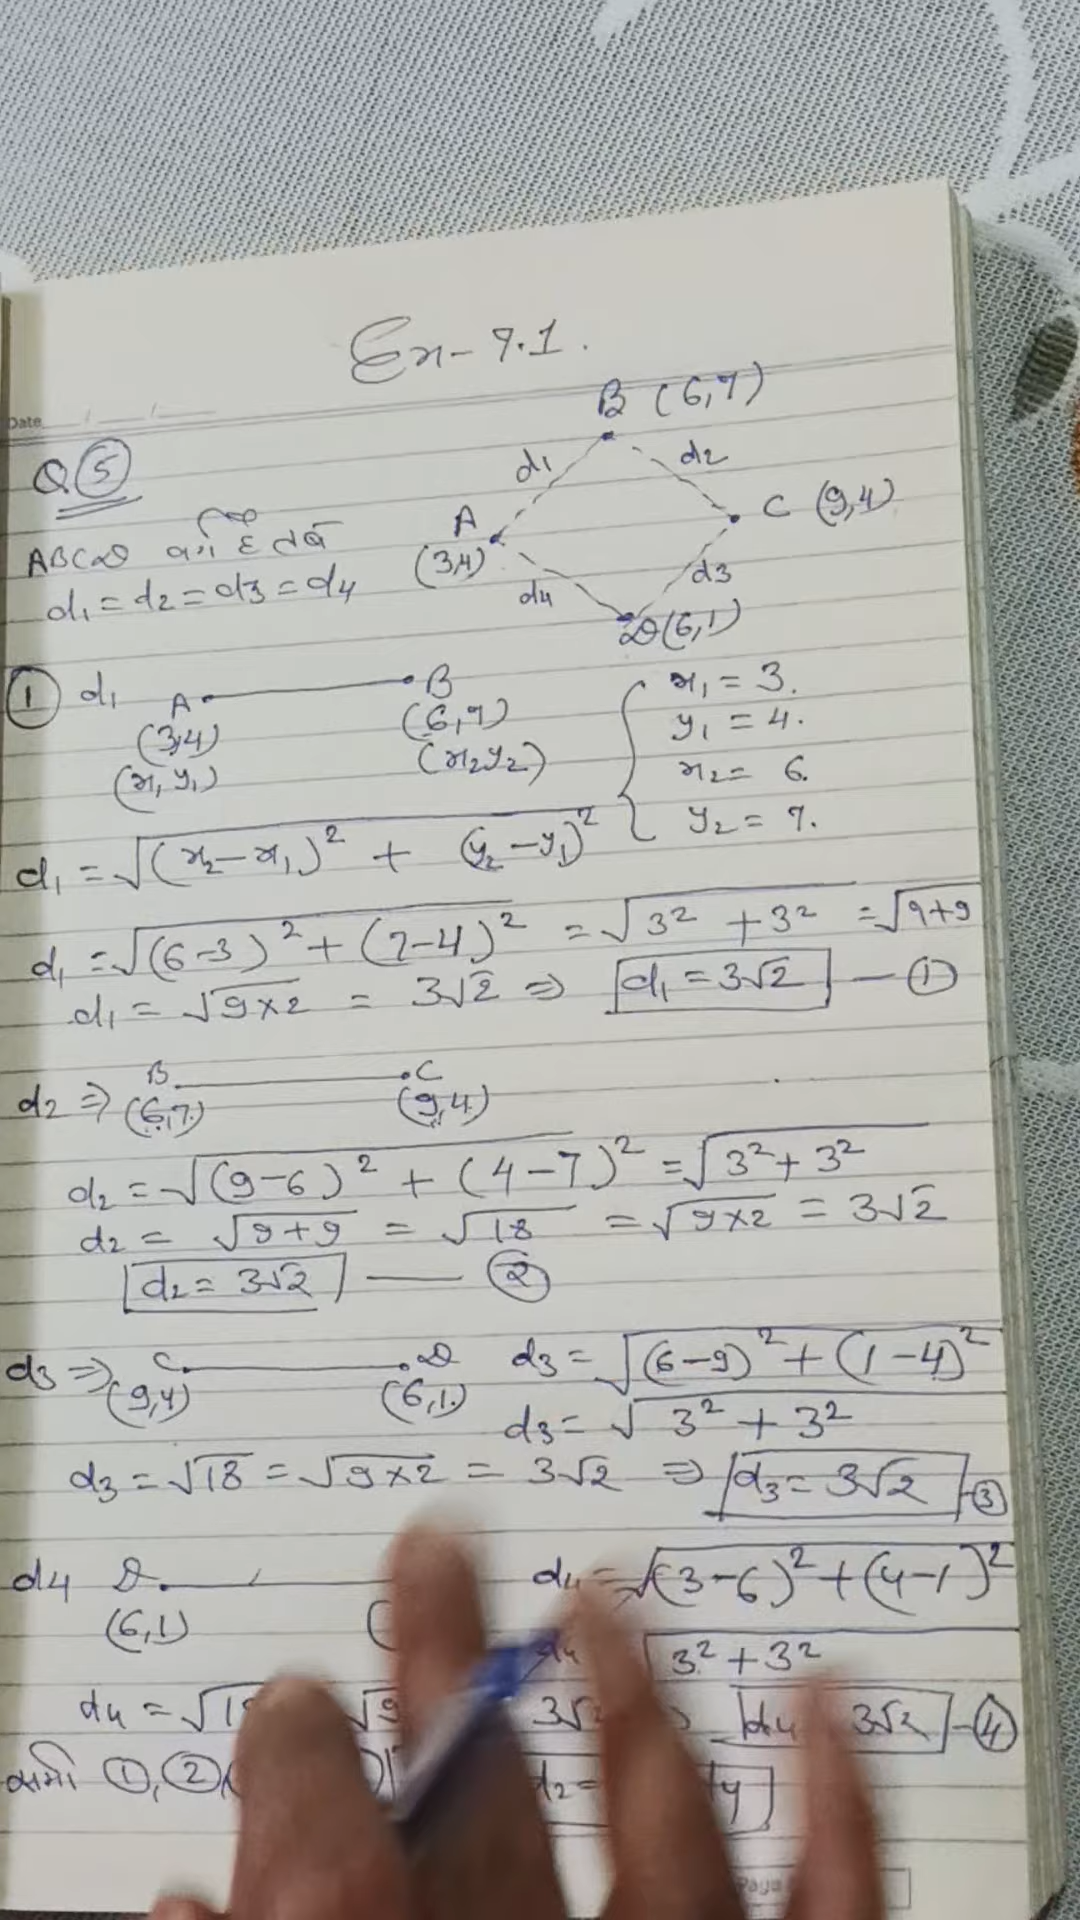 Ex-7.1.
Date
Q. 5
B (6,7)
d1
d2
A
(3,4)
C (9,4)
d4
d3
D(6,1)
ABCD वर्ग है तब
d1 = d2 = d3 = d4
1 d1 A B
(3,4) (6,7)
(x1 y1) (x2 y2)
x1 = 3.
y1 = 4.
x2 = 6.
y2 = 7.
d1 = √(x2-x1)² + (y2-y1)²
d1 = √(6-3)² + (7-4)² = √3² + 3² = √9+9
d1 = √9×2 = 3√2 ⇒ d1 = 3√2 — 1
d2 ⇒ B C
(6,7) (9,4)
d2 = √(9-6)² + (4-7)² = √3² + 3²
d2 = √9+9 = √18 = √9×2 = 3√2
d2 = 3√2 — 2
d3 ⇒ C D d3 = √(6-9)² + (1-4)²
(9,4) (6,1) d3 = √3² + 3²
d3 = √18 = √9×2 = 3√2 ⇒ d3 = 3√2 - 3
d4 D d4 = √(3-6)² + (4-1)²
(6,1) 3² + 3²
d4 = 3√2 - 4
1, 2,
d2 =
Page